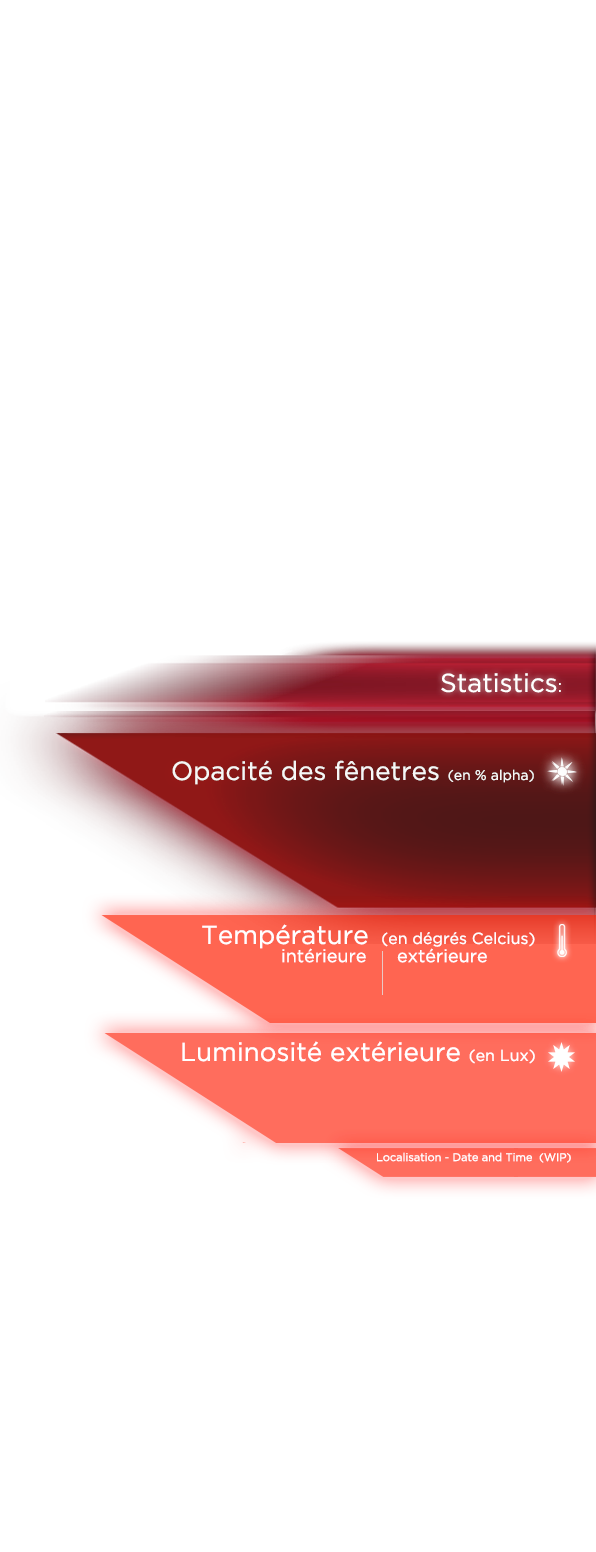 Statistics:
Opacité des fênetres (en % alpha)
Température (en dégrés Celcius)
intérieure extérieure
Luminosité extérieure (en Lux)
Localisation - Date and Time (WIP)